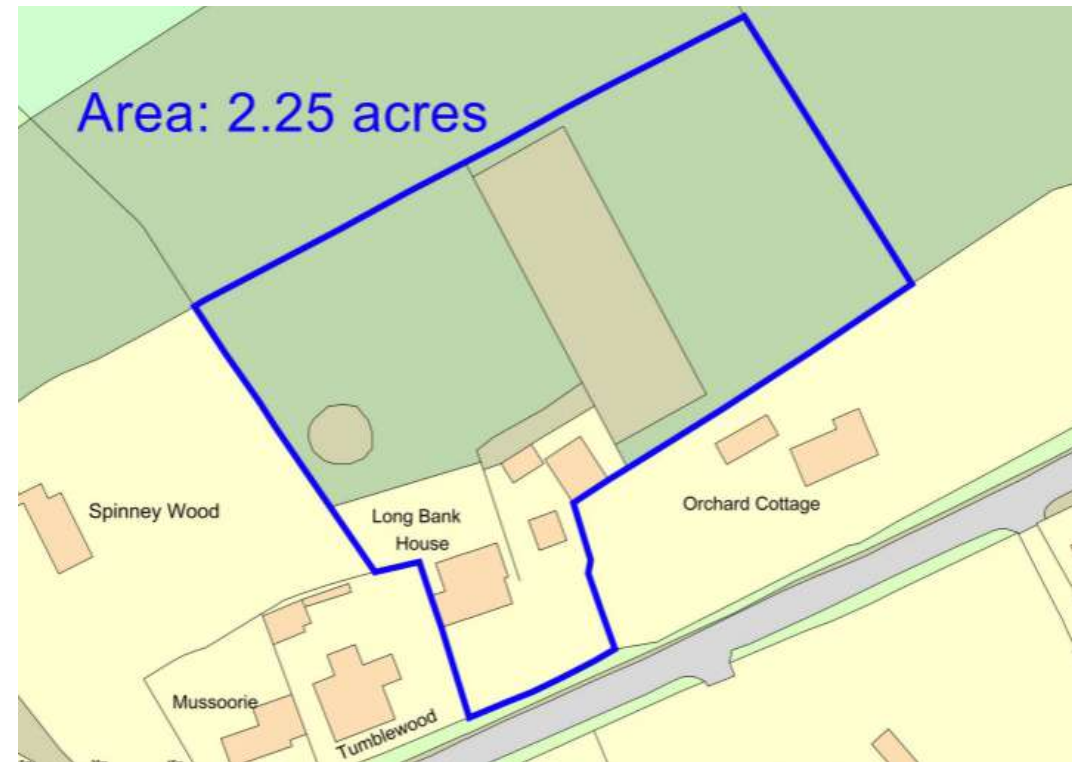 Area: 2.25 acres
Spinney Wood
Long Bank
House
Orchard Cottage
Mussoorie
Tumblewood